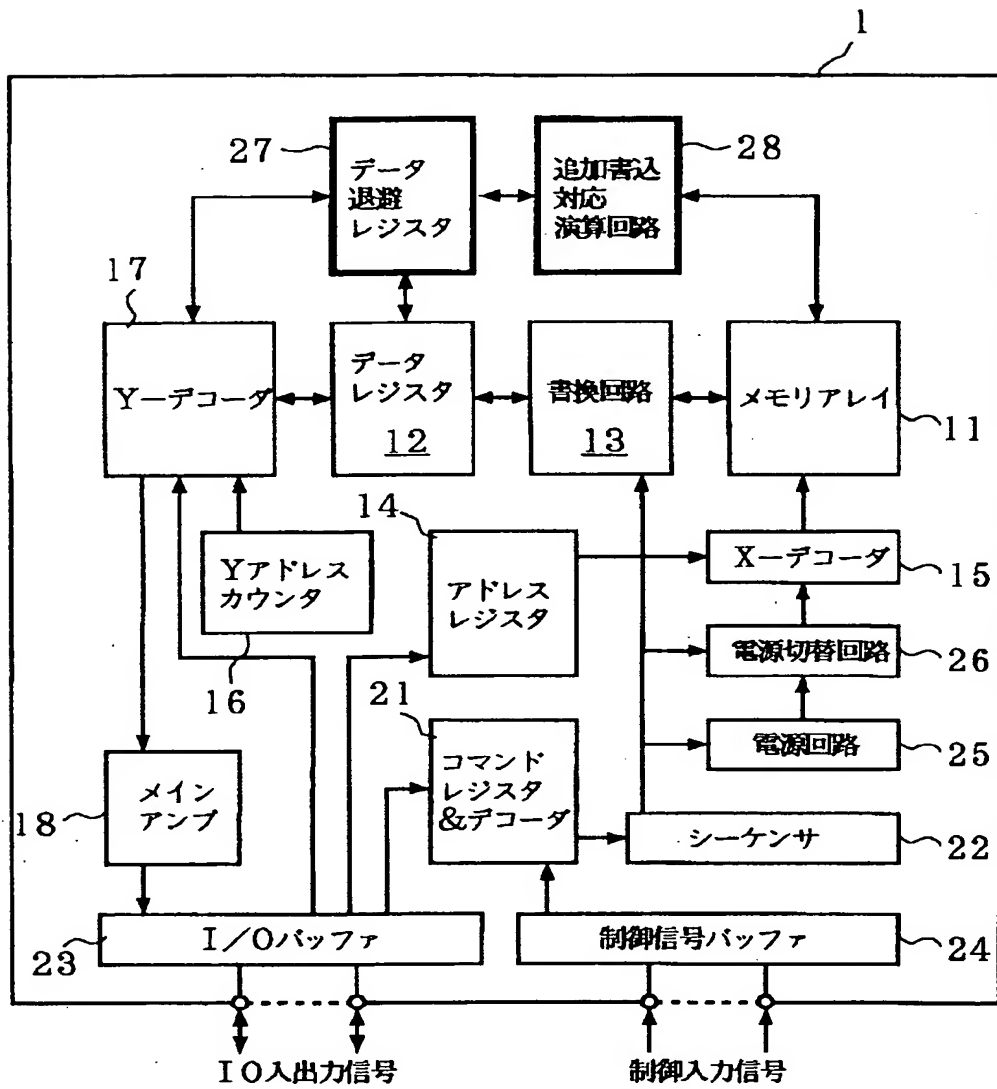 1
27
データ
退避
レジスタ
追加書込
対応
演算回路
28
17
Y－デコーダ
データ
レジスタ
12
書換回路
13
メモリアレイ
11
14
Yアドレス
カウンタ
16
アドレス
レジスタ
X－デコーダ
15
電源切替回路
26
21
電源回路
25
メイン
アンプ
18
コマンド
レジスタ
&デコーダ
シーケンサ
22
I／Oバッファ
23
制御信号バッファ
24
IO入出力信号
制御入力信号